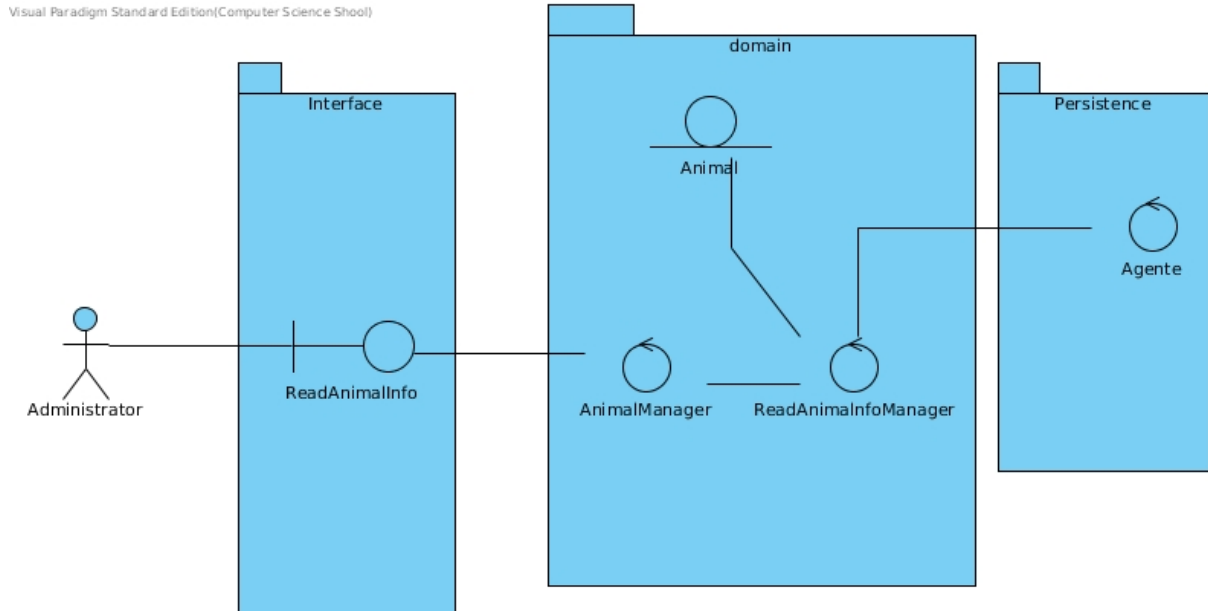 Visual Paradigm Standard Edition(Computer Science Shool)
domain
Interface
Persistence
Animal
Agente
ReadAnimalInfo
Administrator
AnimalManager
ReadAnimalnfoManager